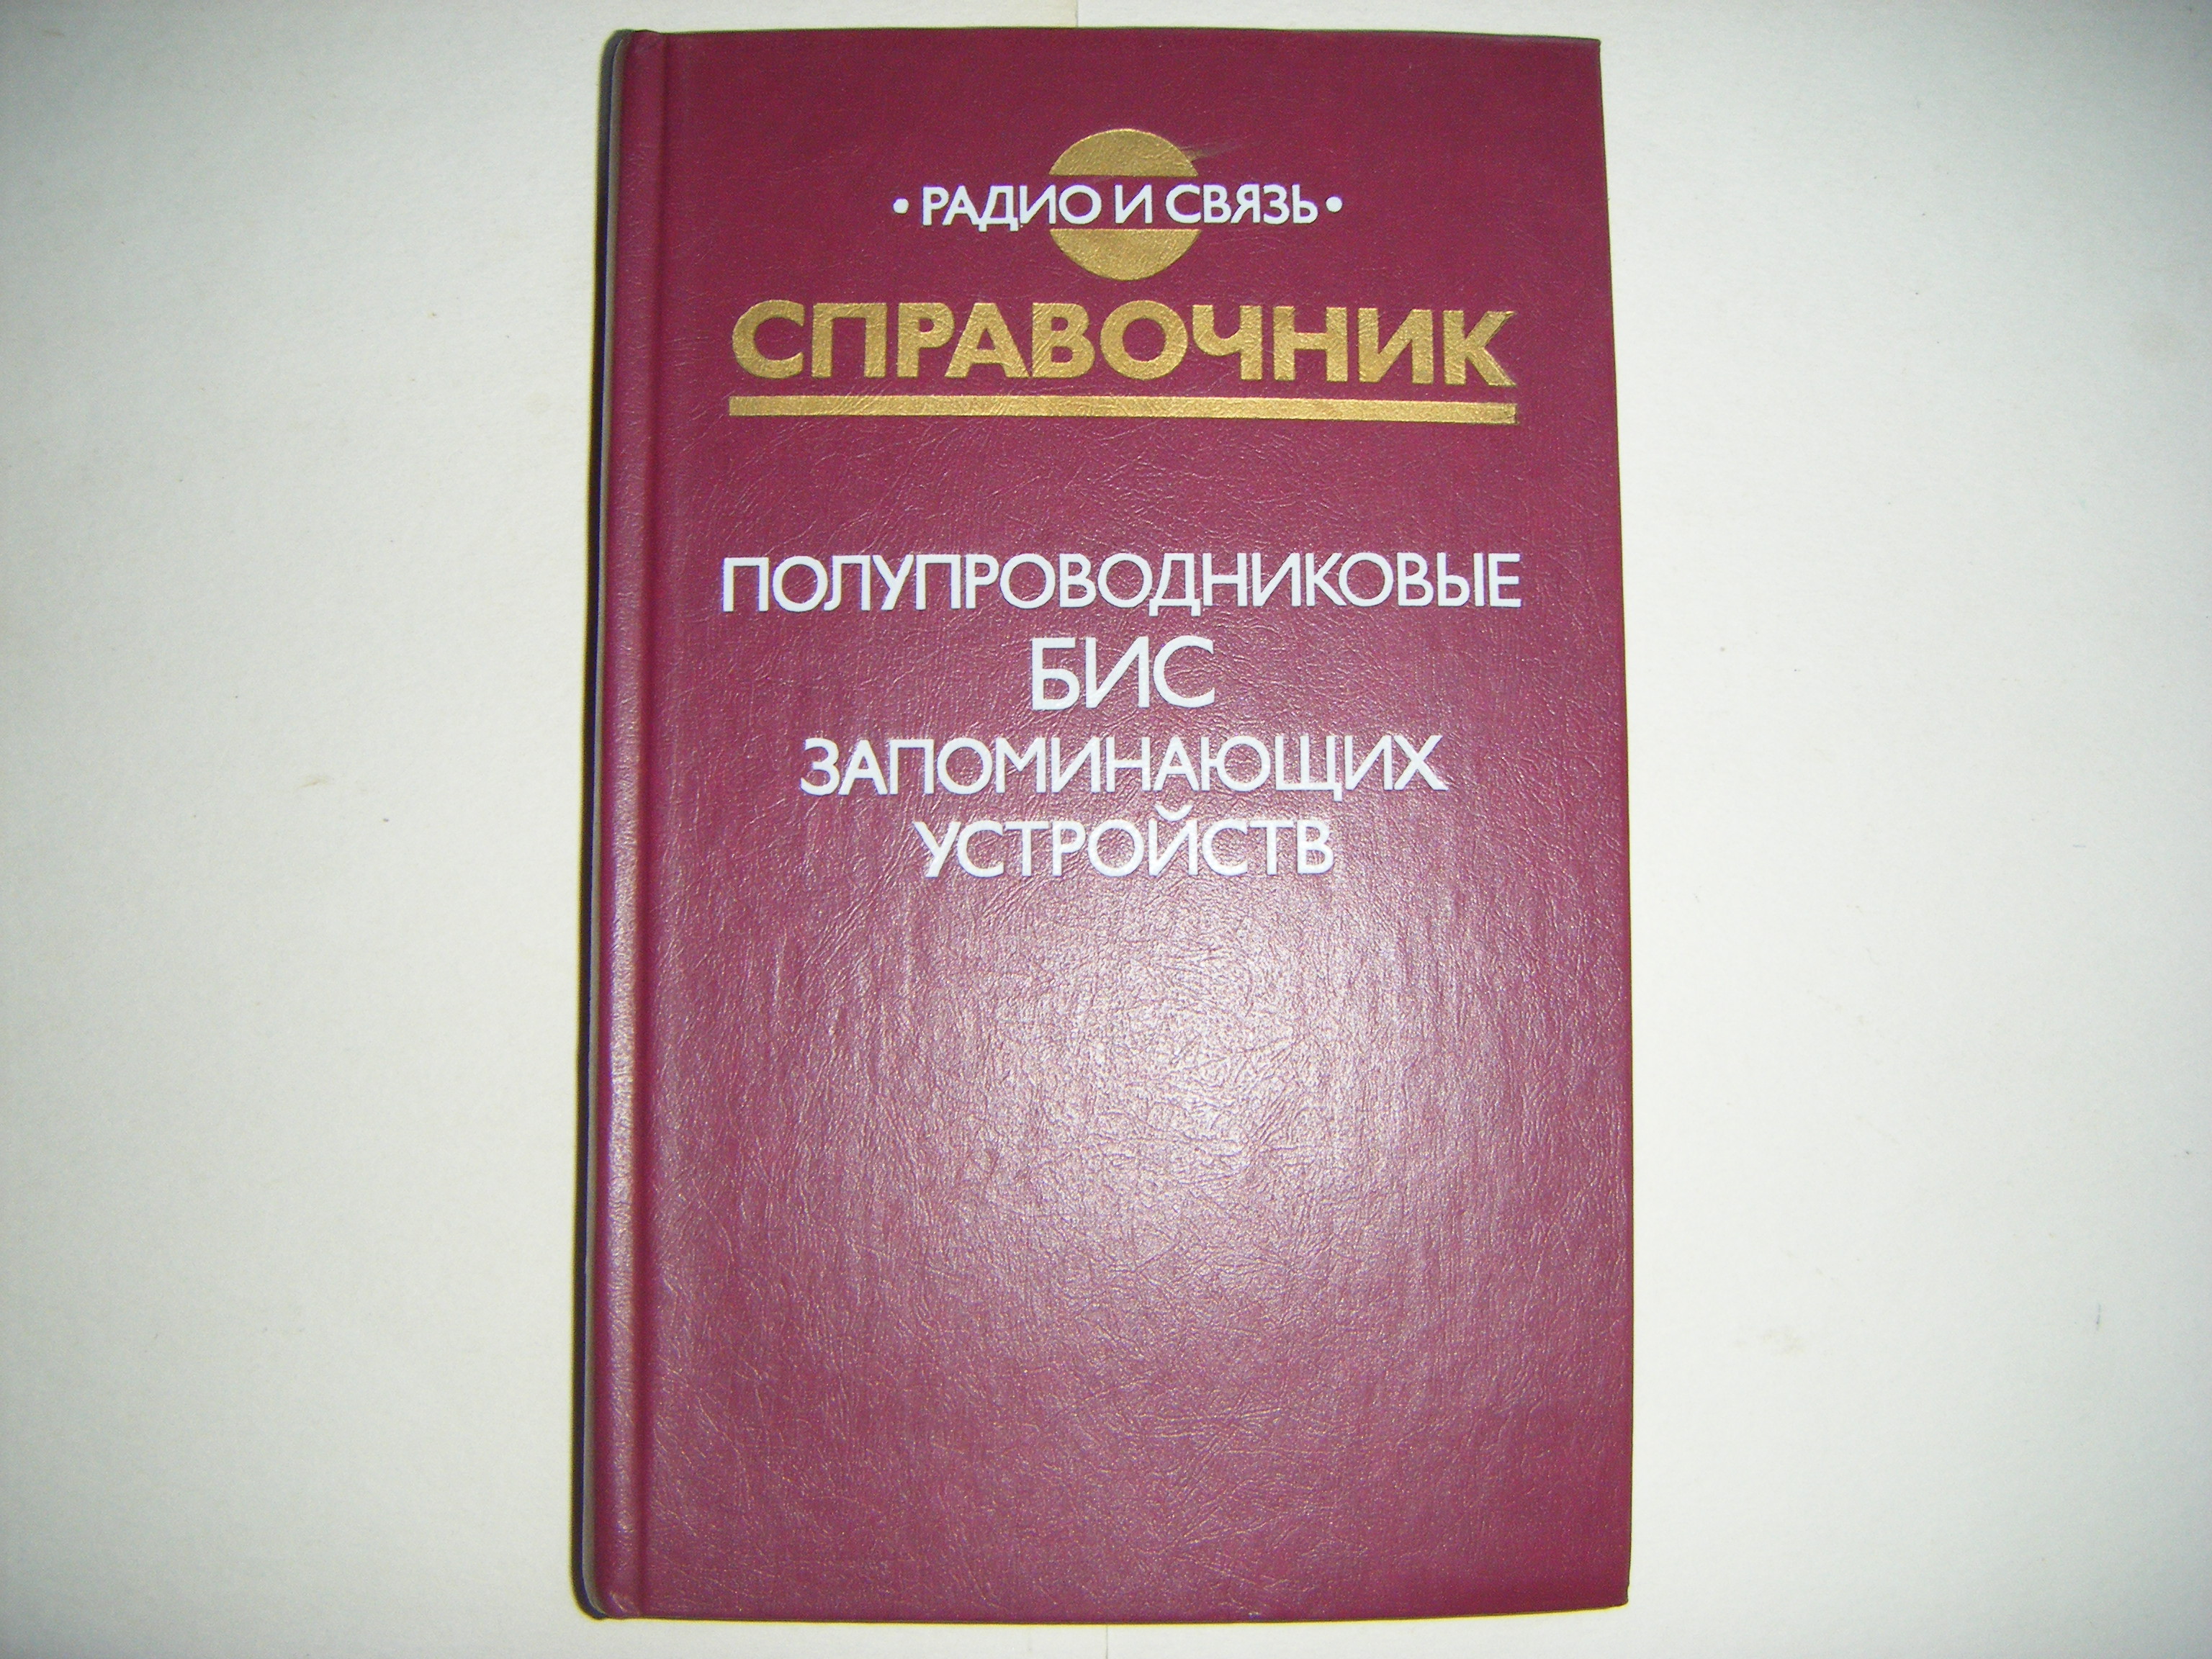 • РАДИО И СВЯЗЬ •
СПРАВОЧНИК
ПОЛУПРОВОДНИКОВЫЕ
БИС
ЗАПОМИНАЮЩИХ
УСТРОЙСТВ